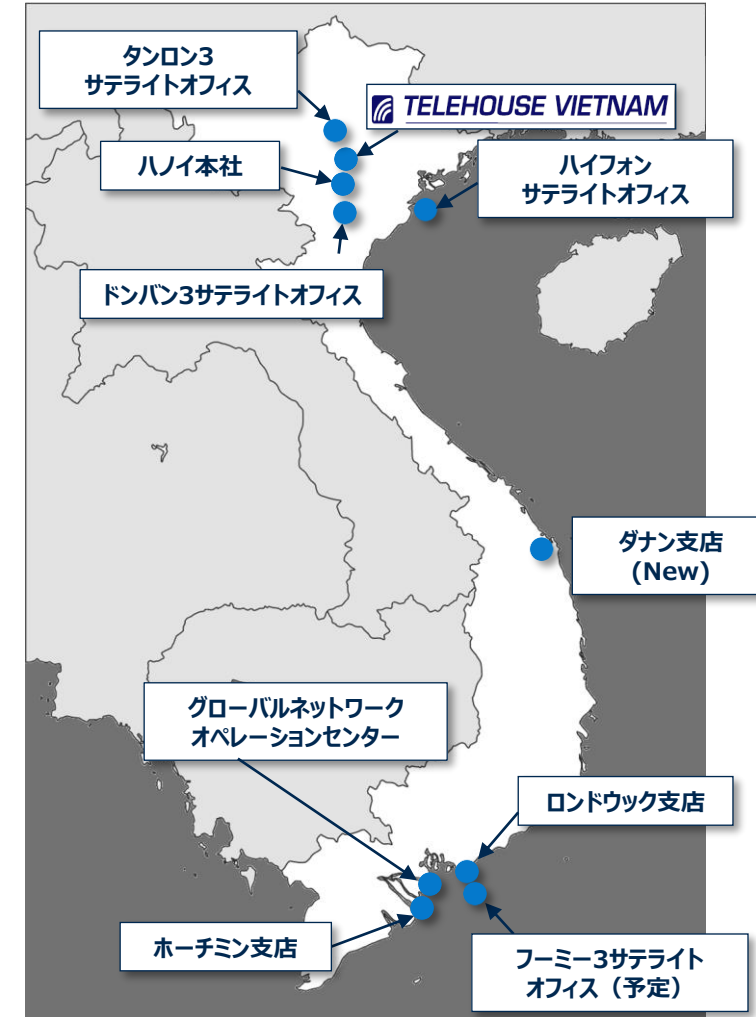 タンロン3
サテライトオフィス
TELEHOUSE VIETNAM
ハノイ本社
ハイフォン
サテライトオフィス
ドンバン3サテライトオフィス
ダナン支店
(New)
グローバルネットワーク
オペレーションセンター
ロンドウック支店
ホーチミン支店
フーミー3サテライト
オフィス（予定）